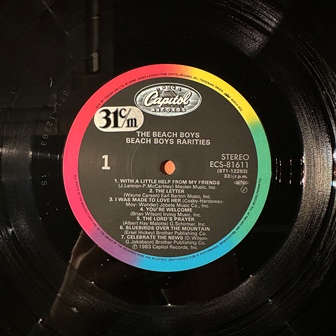 Capitol
RECORDS
31 c/m
THE BEACH BOYS
BEACH BOYS RARITIES
1
STEREO
ECS-81611
(ST1-12293)
33⅓r.p.m.
1. WITH A LITTLE HELP FROM MY FRIENDS
(J.Lennon-P.McCartney) Maclen Music, Inc.
2. THE LETTER
(Wayne Carson) Earl Barton Music Inc.
3. I WAS MADE TO LOVE HER (Cosby-Hardaway-
Moy- Wonder) Jobete Music Co., Inc.
4. YOU'RE WELCOME
(Brian Wilson) Irving Music, Inc.
5. THE LORD'S PRAYER
(Albert Hay Malotte) G.Schirmer, Inc.
6. BLUEBIRDS OVER THE MOUNTAIN
(Ersel Hickey) Brother Publishing Co.
7. CELEBRATE THE NEWS (D.Wilson-
G.Jakobson) Brother Publishing Co.
℗1983 Capitol Records, Inc.